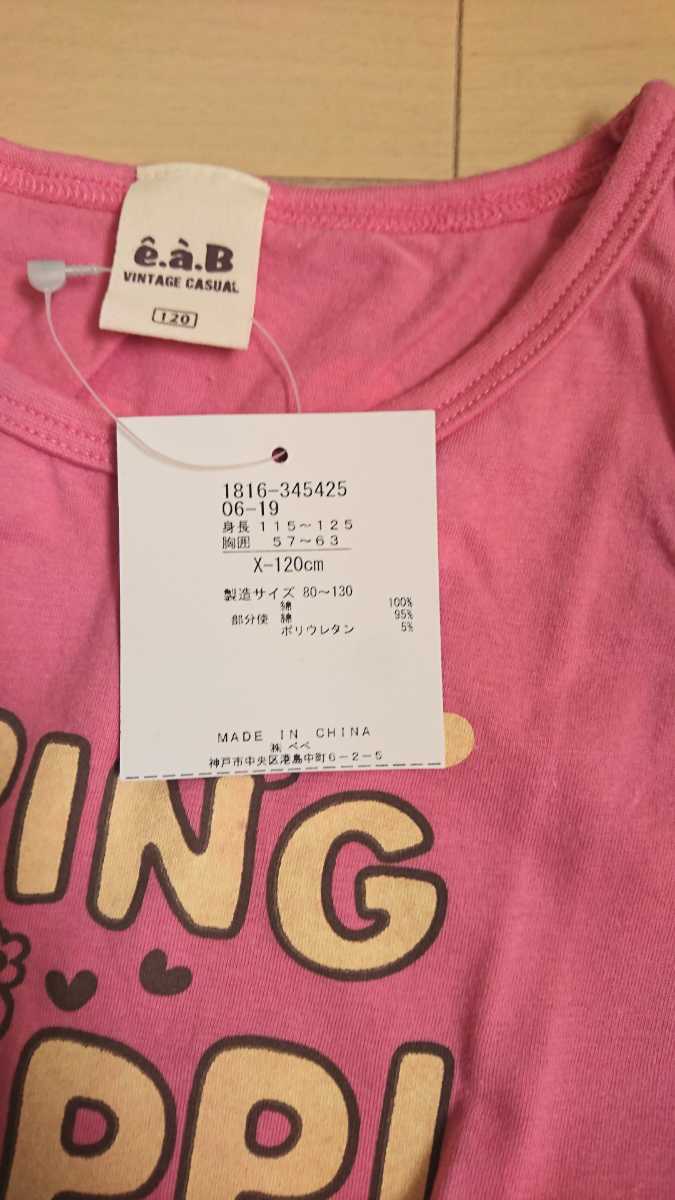 ê.à.B
VINTAGE CASUAL
120
1816-345425
06-19
身長 115~125
胸囲 57~63
X-120cm
製造サイズ 80~130
綿 100%
部分使 綿 95%
ポリウレタン 5%
MADE IN CHINA
㈱ べべ
神戸市中央区港島中町6-2-5
PING
PPI